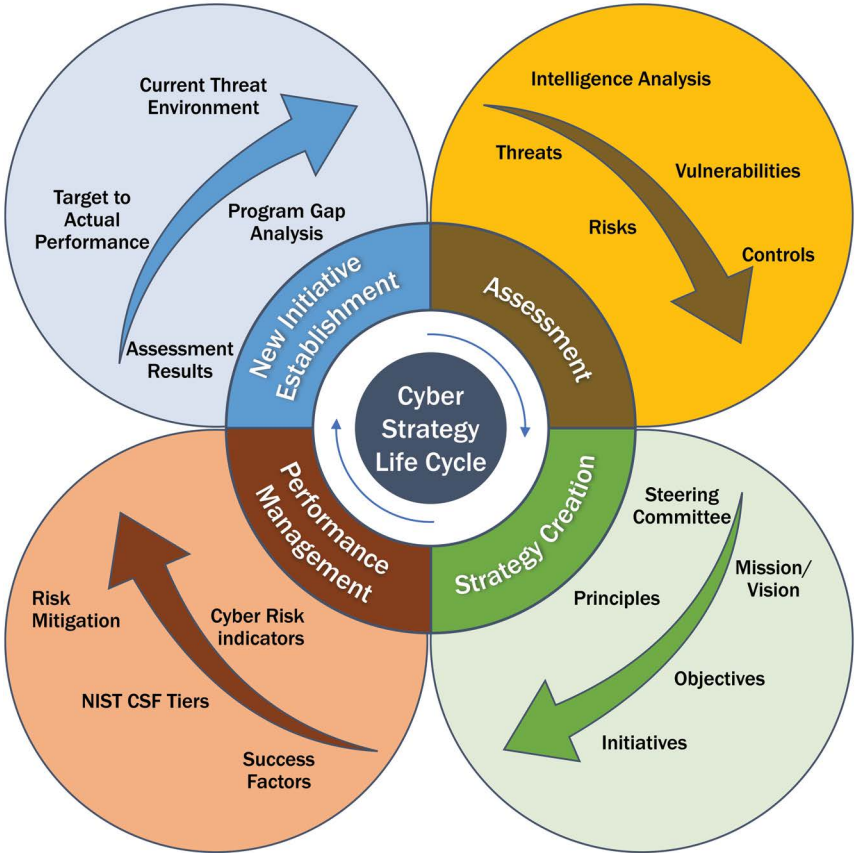 Current Threat
Environment
Target to
Actual
Performance
Program Gap
Analysis
Assessment
Results
New Initiative
Establishment
Intelligence Analysis
Threats
Vulnerabilities
Risks
Controls
Assessment
Cyber
Strategy
Life Cycle
Performance
Management
Risk
Mitigation
Cyber Risk
indicators
NIST CSF Tiers
Success
Factors
Strategy Creation
Steering
Committee
Mission/
Vision
Principles
Objectives
Initiatives